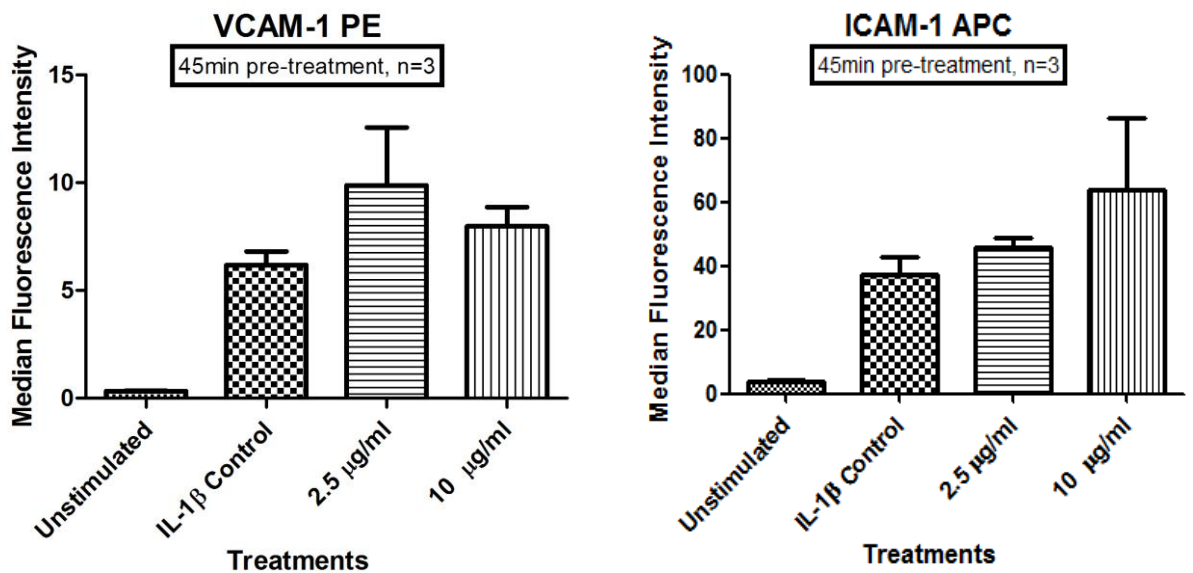 VCAM-1 PE
45min pre-treatment, n=3
Median Fluorescence Intensity
15
10
5
0
Unstimulated
IL-1β Control
2.5 µg/ml
10 µg/ml
Treatments
ICAM-1 APC
45min pre-treatment, n=3
Median Fluorescence Intensity
100
80
60
40
20
0
Unstimulated
IL-1β Control
2.5 µg/ml
10 µg/ml
Treatments